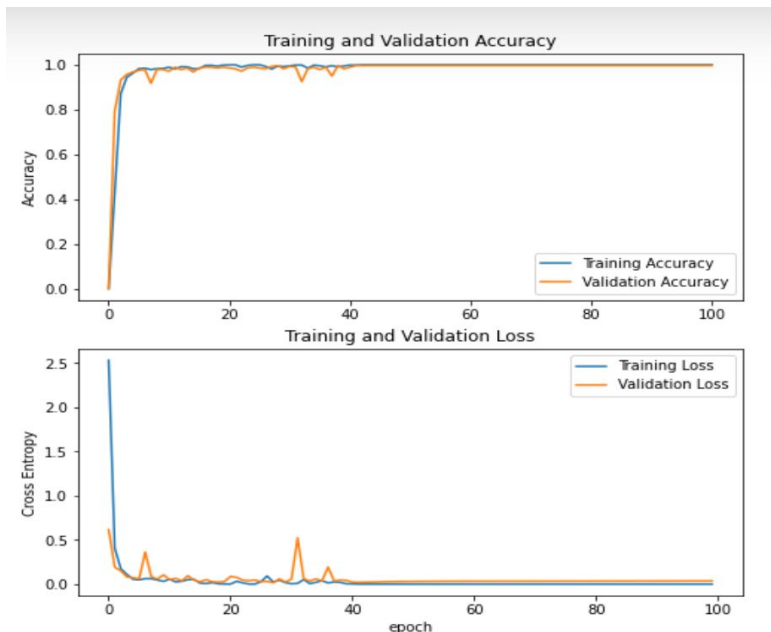 Training and Validation Accuracy
1.0
0.8
0.6
0.4
0.2
0.0
Accuracy
Training Accuracy
Validation Accuracy
0 20 40 60 80 100
Training and Validation Loss
2.5
2.0
1.5
1.0
0.5
0.0
Cross Entropy
Training Loss
Validation Loss
0 20 40 60 80 100
epoch